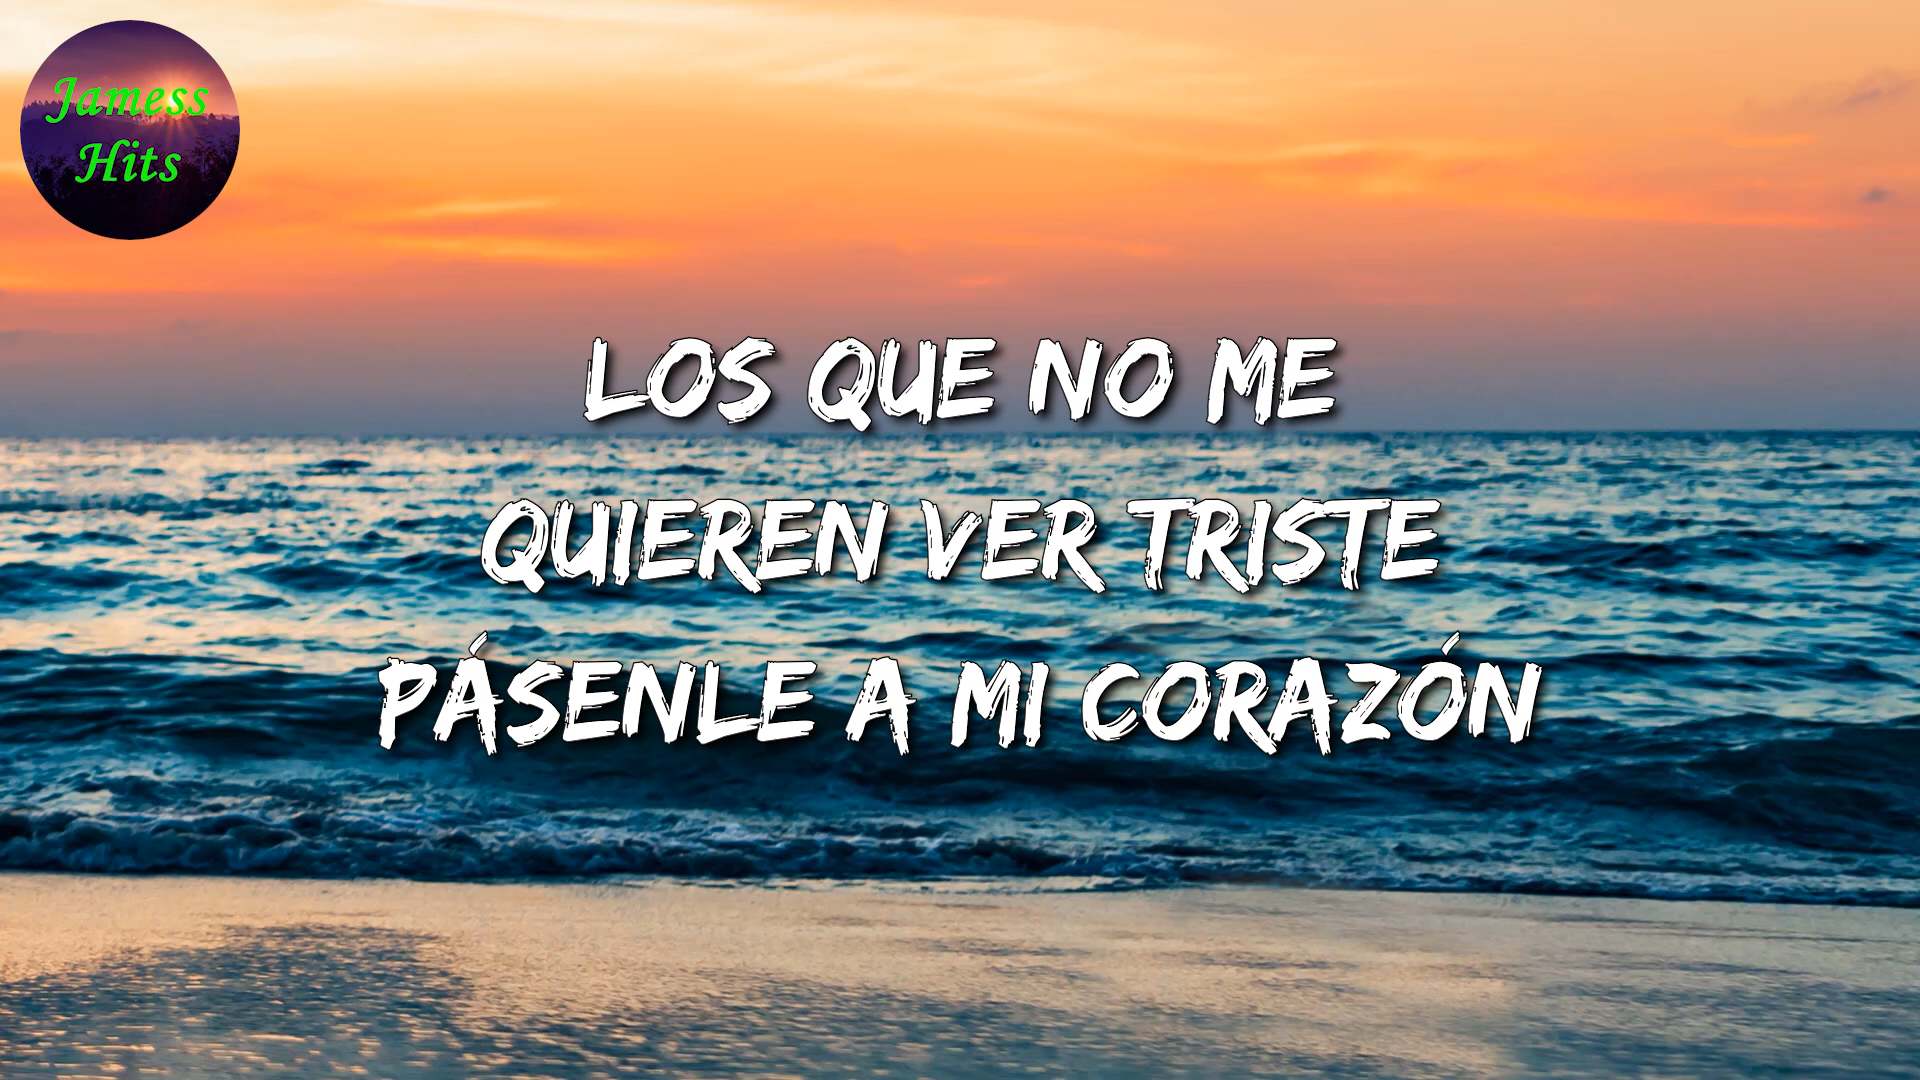 Jamess
Hits
LOS QUE NO ME
QUIEREN VER TRISTE
PÁSENLE A MI CORAZÓN